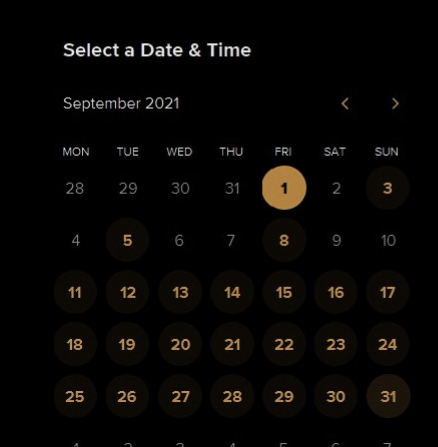 Select a Date & Time
September 2021
MON TUE WED THU FRI SAT SUN
28 29 30 31 1 2 3
4 5 6 7 8 9 10
11 12 13 14 15 16 17
18 19 20 21 22 23 24
25 26 27 28 29 30 31